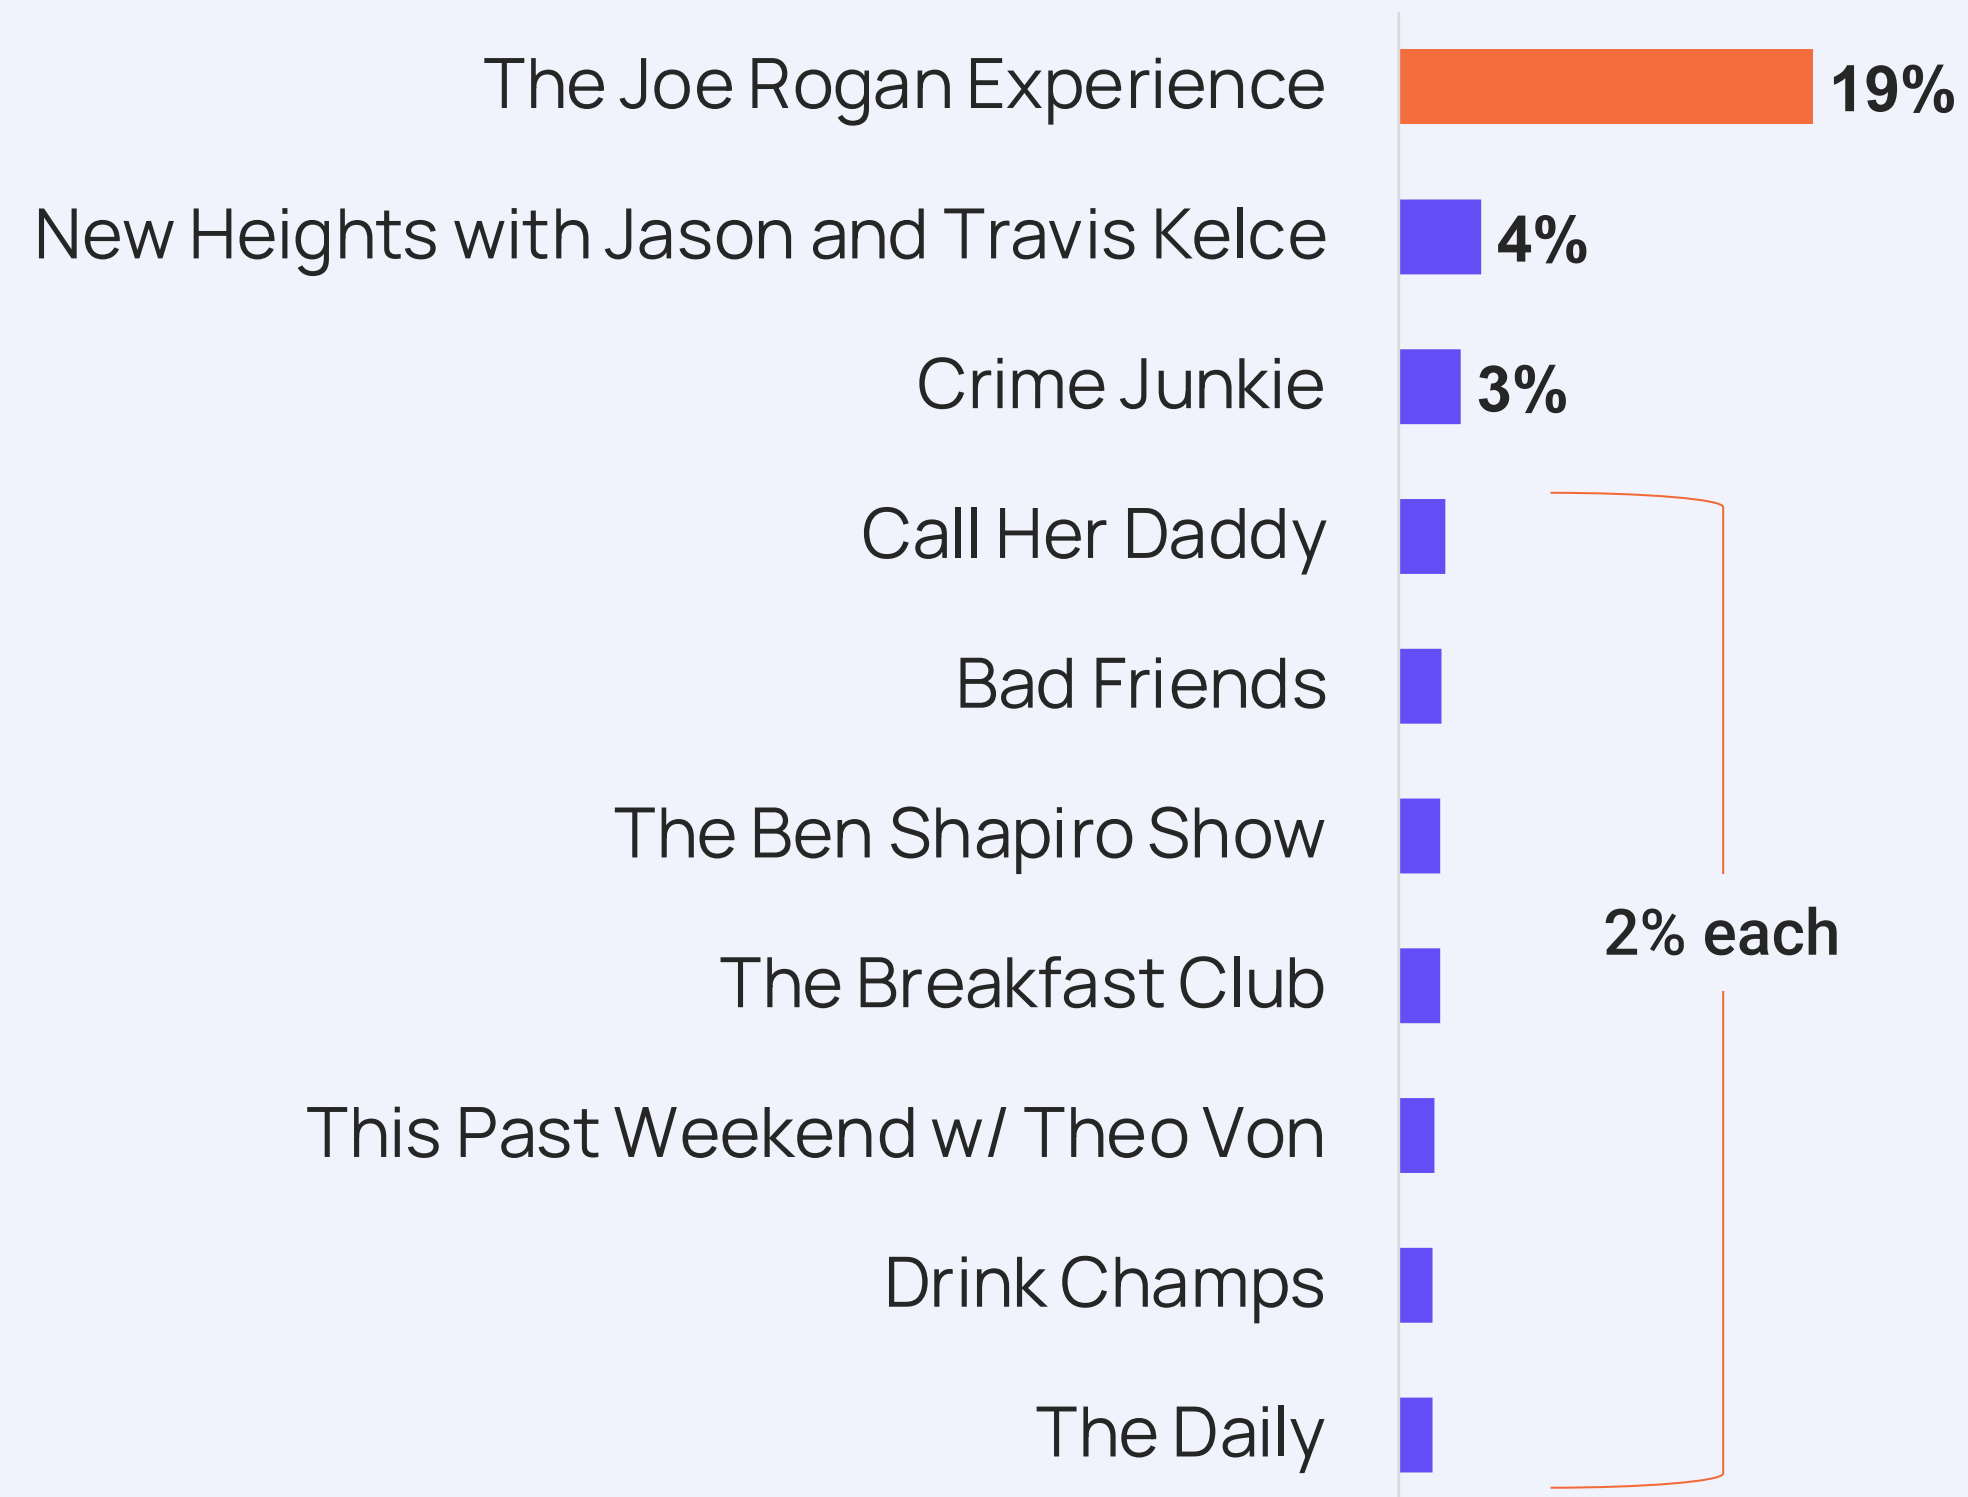 The Joe Rogan Experience 19%
New Heights with Jason and Travis Kelce 4%
Crime Junkie 3%
Call Her Daddy
Bad Friends
The Ben Shapiro Show
2% each
The Breakfast Club
This Past Weekend w/ Theo Von
Drink Champs
The Daily